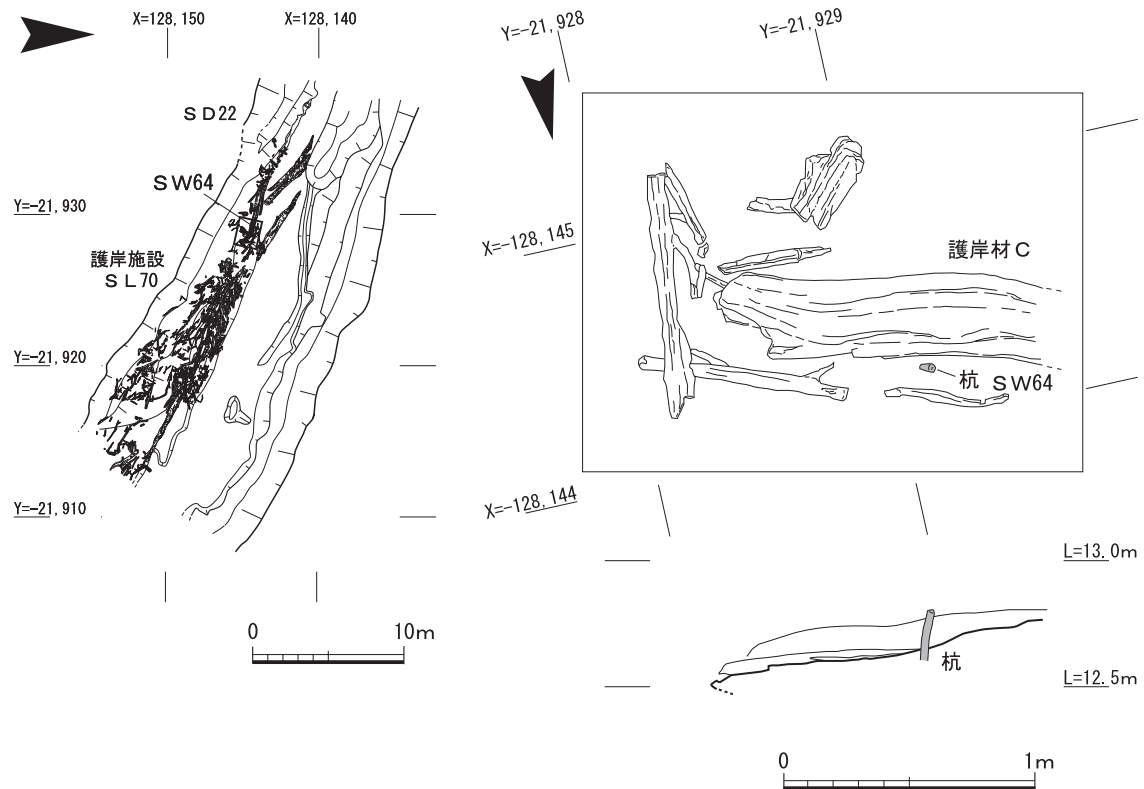 X=128,150
X=128,140
SD22
SW64
Y=-21,930
護岸施設
SL70
Y=-21,920
Y=-21,910
0
10m
Y=-21,928
Y=-21,929
X=-128,145
護岸材C
杭
SW64
X=-128,144
L=13.0m
杭
L=12.5m
0
1m